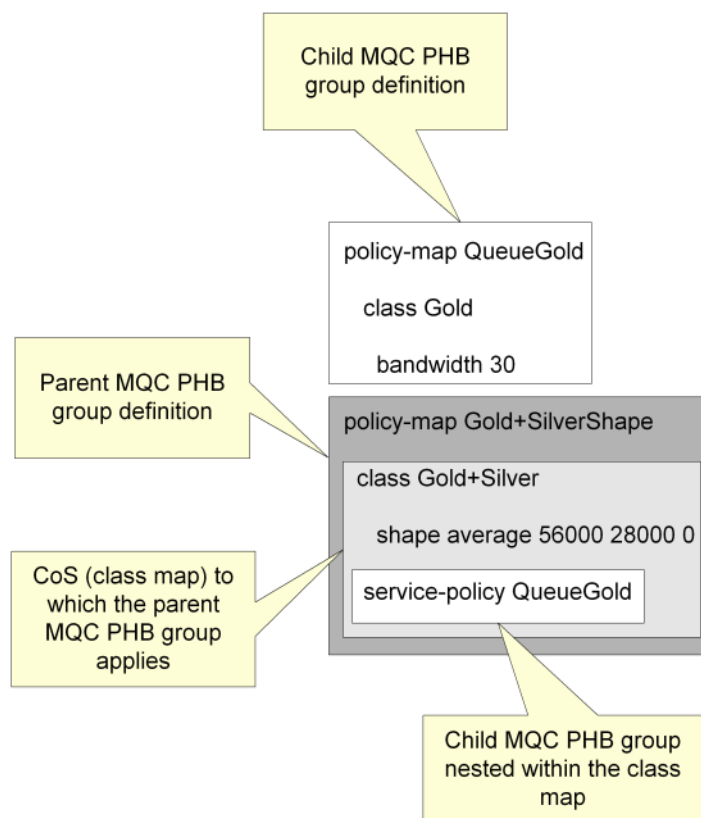 Child MQC PHB
group definition
policy-map QueueGold
class Gold
bandwidth 30
Parent MQC PHB
group definition
policy-map Gold+SilverShape
class Gold+Silver
shape average 56000 28000 0
CoS (class map) to
which the parent
MQC PHB group
applies
service-policy QueueGold
Child MQC PHB group
nested within the class
map